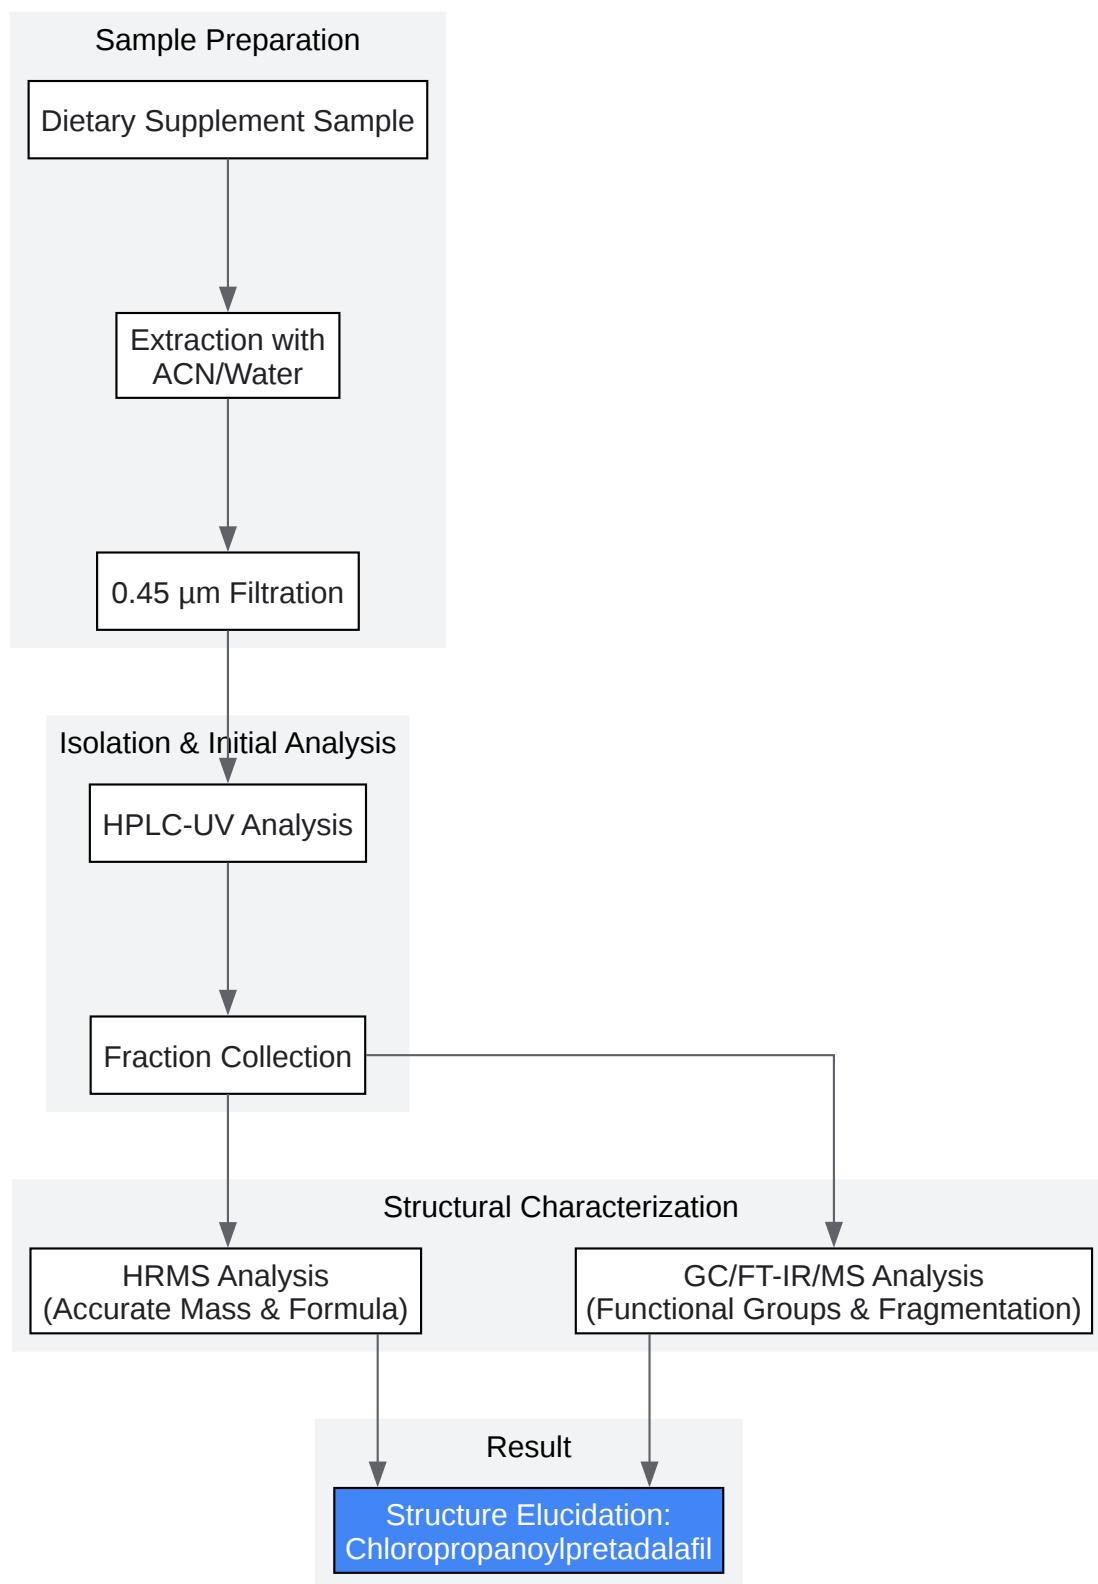 Sample Preparation
Dietary Supplement Sample
Extraction with
ACN/Water
0.45 µm Filtration
Isolation & Initial Analysis
HPLC-UV Analysis
Fraction Collection
Structural Characterization
HRMS Analysis
(Accurate Mass & Formula)
GC/FT-IR/MS Analysis
(Functional Groups & Fragmentation)
Result
Structure Elucidation:
Chloropropanoylpretadalafil